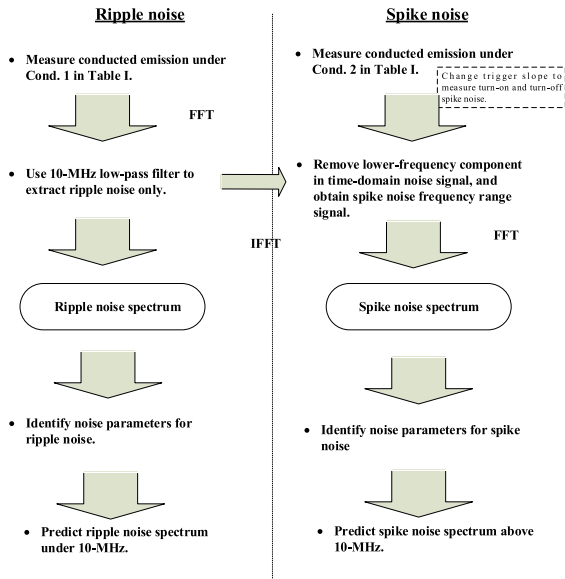 Ripple noise
• Measure conducted emission under
Cond. 1 in Table I.
FFT
• Use 10-MHz low-pass filter to
extract ripple noise only.
IFFT
Ripple noise spectrum
• Identify noise parameters for
ripple noise.
• Predict ripple noise spectrum
under 10-MHz.
Spike noise
• Measure conducted emission under
Cond. 2 in Table I.
Change trigger slope to
measure turn-on and turn-off
spike noise.
• Remove lower-frequency component
in time-domain noise signal, and
obtain spike noise frequency range
signal.
FFT
Spike noise spectrum
• Identify noise parameters for spike
noise
• Predict spike noise spectrum above
10-MHz.